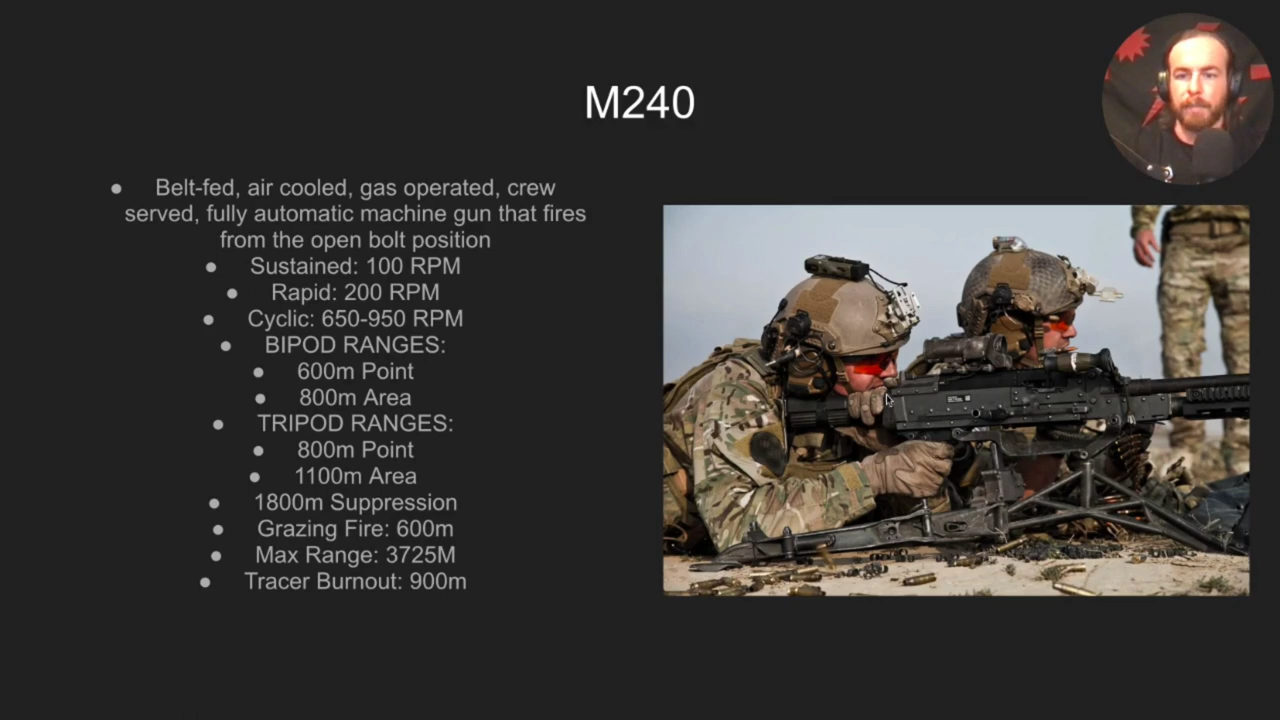 M240
● Belt-fed, air cooled, gas operated, crew
served, fully automatic machine gun that fires
from the open bolt position
● Sustained: 100 RPM
● Rapid: 200 RPM
● Cyclic: 650-950 RPM
● BIPOD RANGES:
● 600m Point
● 800m Area
● TRIPOD RANGES:
● 800m Point
● 1100m Area
● 1800m Suppression
● Grazing Fire: 600m
● Max Range: 3725M
● Tracer Burnout: 900m